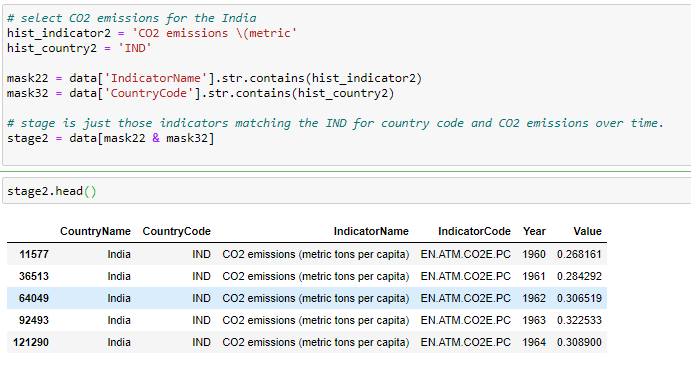 # select CO2 emissions for the India
hist_indicator2 = 'CO2 emissions \(metric'
hist_country2 = 'IND'
mask22 = data['IndicatorName'].str.contains(hist_indicator2)
mask32 = data['CountryCode'].str.contains(hist_country2)
# stage is just those indicators matching the IND for country code and CO2 emissions over time.
stage2 = data[mask22 & mask32]
stage2.head()
CountryName CountryCode IndicatorName IndicatorCode Year Value
11577 India IND CO2 emissions (metric tons per capita) EN.ATM.CO2E.PC 1960 0.268161
36513 India IND CO2 emissions (metric tons per capita) EN.ATM.CO2E.PC 1961 0.284292
64049 India IND CO2 emissions (metric tons per capita) EN.ATM.CO2E.PC 1962 0.306519
92493 India IND CO2 emissions (metric tons per capita) EN.ATM.CO2E.PC 1963 0.322533
121290 India IND CO2 emissions (metric tons per capita) EN.ATM.CO2E.PC 1964 0.308900